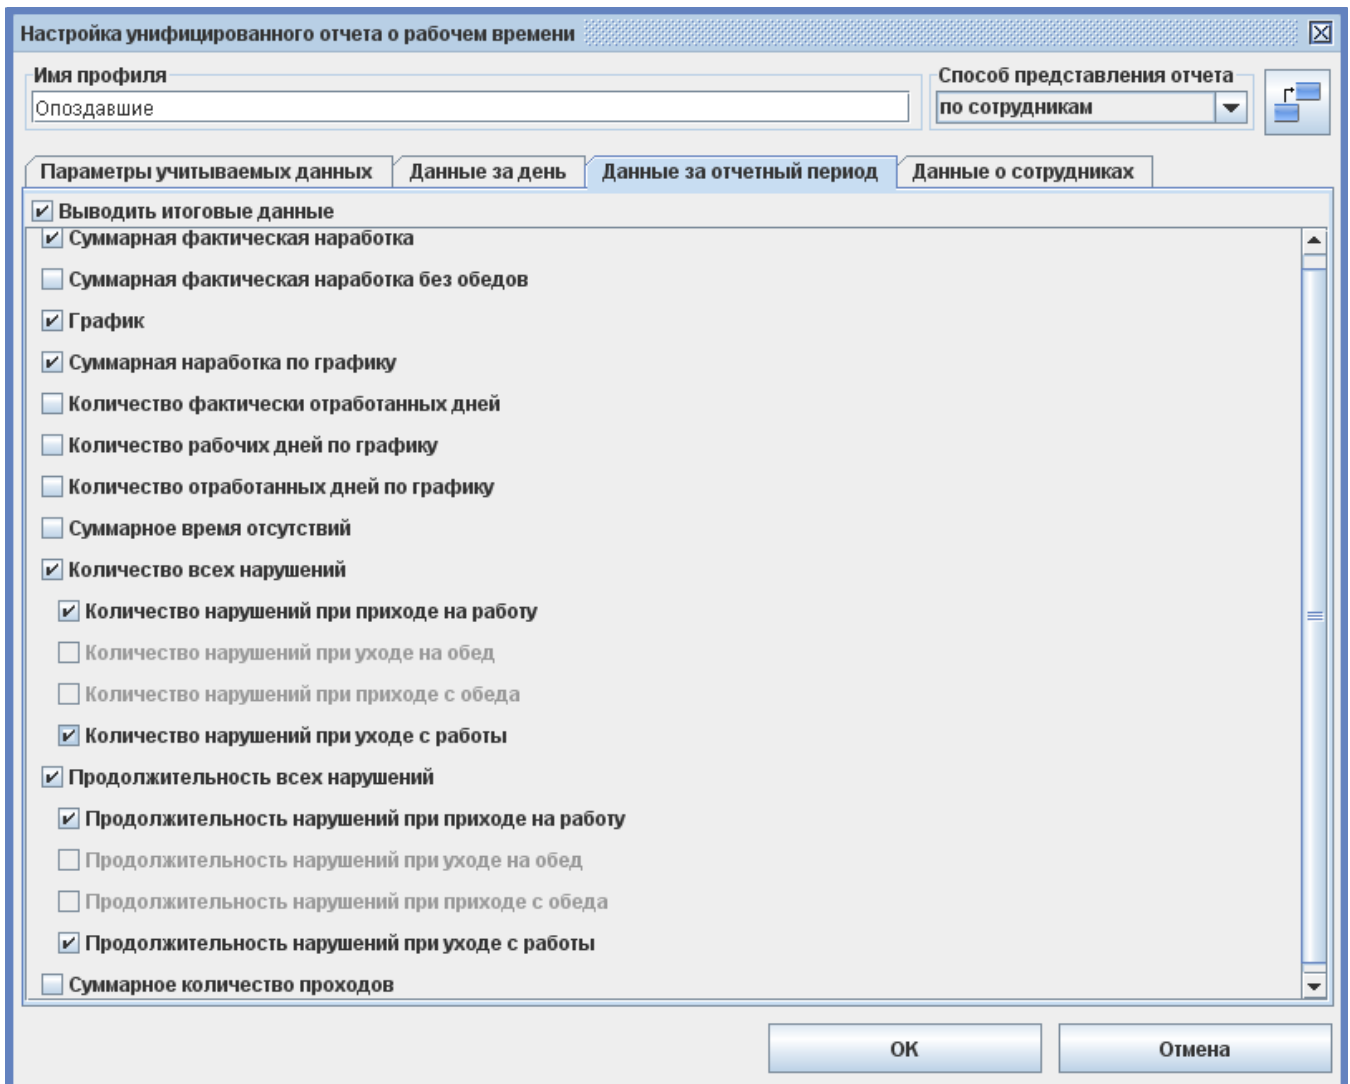 Настройка унифицированного отчета о рабочем времени
Имя профиля
Способ представления отчета
Опоздавшие
по сотрудникам
Параметры учитываемых данных
Данные за день
Данные за отчетный период
Данные о сотрудниках
Выводить итоговые данные
Суммарная фактическая наработка
Суммарная фактическая наработка без обедов
График
Суммарная наработка по графику
Количество фактически отработанных дней
Количество рабочих дней по графику
Количество отработанных дней по графику
Суммарное время отсутствий
Количество всех нарушений
Количество нарушений при приходе на работу
Количество нарушений при уходе на обед
Количество нарушений при приходе с обеда
Количество нарушений при уходе с работы
Продолжительность всех нарушений
Продолжительность нарушений при приходе на работу
Продолжительность нарушений при уходе на обед
Продолжительность нарушений при приходе с обеда
Продолжительность нарушений при уходе с работы
Суммарное количество проходов
ОК
Отмена